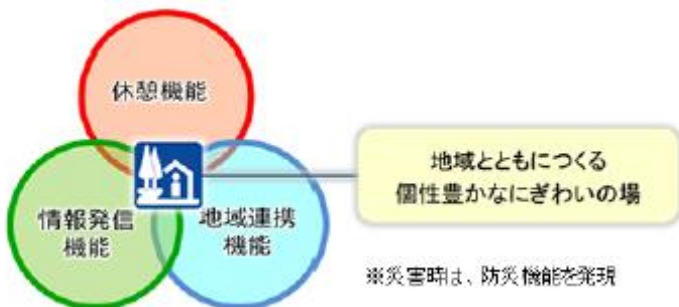 休憩機能
情報発信
機能
地域連携
機能
地域とともにつくる
個性豊かなにぎわいの場
※災害時は、防災機能を発現